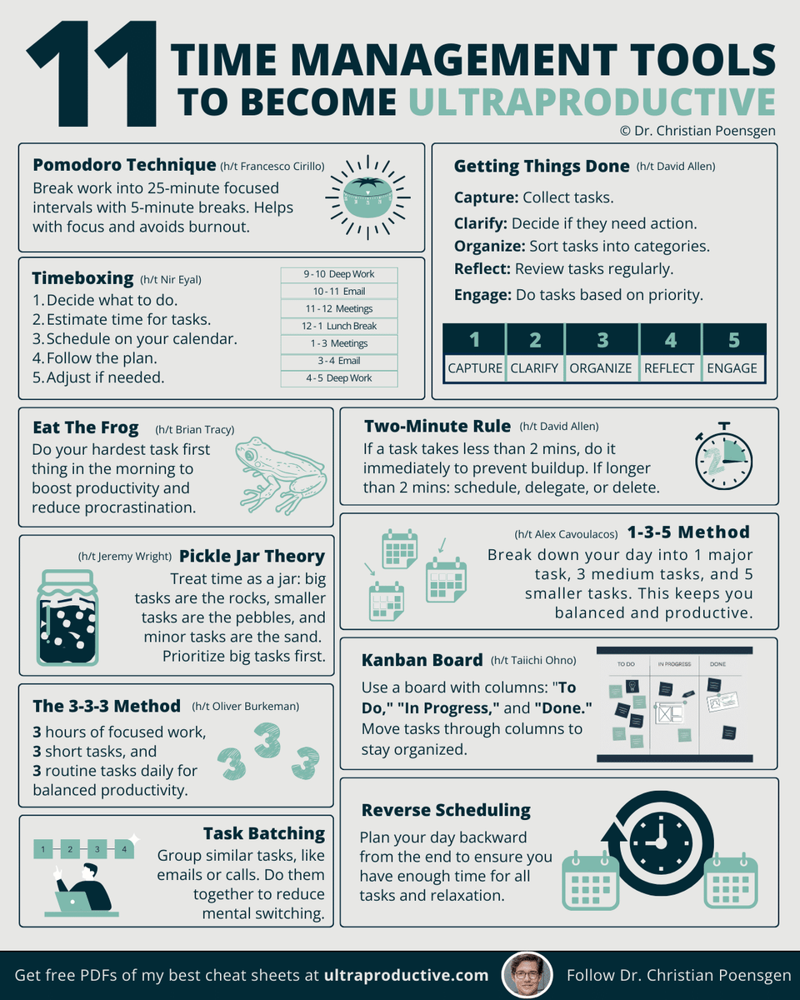 11 TIME MANAGEMENT TOOLS
TO BECOME ULTRAPRODUCTIVE
© Dr. Christian Poensgen
Pomodoro Technique (h/t Francesco Cirillo)
Break work into 25-minute focused
intervals with 5-minute breaks. Helps
with focus and avoids burnout.
Timeboxing (h/t Nir Eyal)
1. Decide what to do.
2. Estimate time for tasks.
3. Schedule on your calendar.
4. Follow the plan.
5. Adjust if needed.
9 - 10 Deep Work
10 - 11 Email
11 - 12 Meetings
12 - 1 Lunch Break
1 - 3 Meetings
3 - 4 Email
4 - 5 Deep Work
Getting Things Done (h/t David Allen)
Capture: Collect tasks.
Clarify: Decide if they need action.
Organize: Sort tasks into categories.
Reflect: Review tasks regularly.
Engage: Do tasks based on priority.
1 2 3 4 5
CAPTURE CLARIFY ORGANIZE REFLECT ENGAGE
Eat The Frog (h/t Brian Tracy)
Do your hardest task first
thing in the morning to
boost productivity and
reduce procrastination.
Two-Minute Rule (h/t David Allen)
If a task takes less than 2 mins, do it
immediately to prevent buildup. If longer
than 2 mins: schedule, delegate, or delete.
2
(h/t Jeremy Wright) Pickle Jar Theory
Treat time as a jar: big
tasks are the rocks, smaller
tasks are the pebbles, and
minor tasks are the sand.
Prioritize big tasks first.
(h/t Alex Cavoulacos) 1-3-5 Method
Break down your day into 1 major
task, 3 medium tasks, and 5
smaller tasks. This keeps you
balanced and productive.
Kanban Board (h/t Taiichi Ohno)
Use a board with columns: "To
Do," "In Progress," and "Done."
Move tasks through columns to
stay organized.
TO DO IN PROGRESS DONE
The 3-3-3 Method (h/t Oliver Burkeman)
3 hours of focused work,
3 short tasks, and
3 routine tasks daily for
balanced productivity.
3 3 3
Task Batching
Group similar tasks, like
emails or calls. Do them
together to reduce
mental switching.
1 2 3 4
Reverse Scheduling
Plan your day backward
from the end to ensure you
have enough time for all
tasks and relaxation.
Get free PDFs of my best cheat sheets at ultraproductive.com
Follow Dr. Christian Poensgen